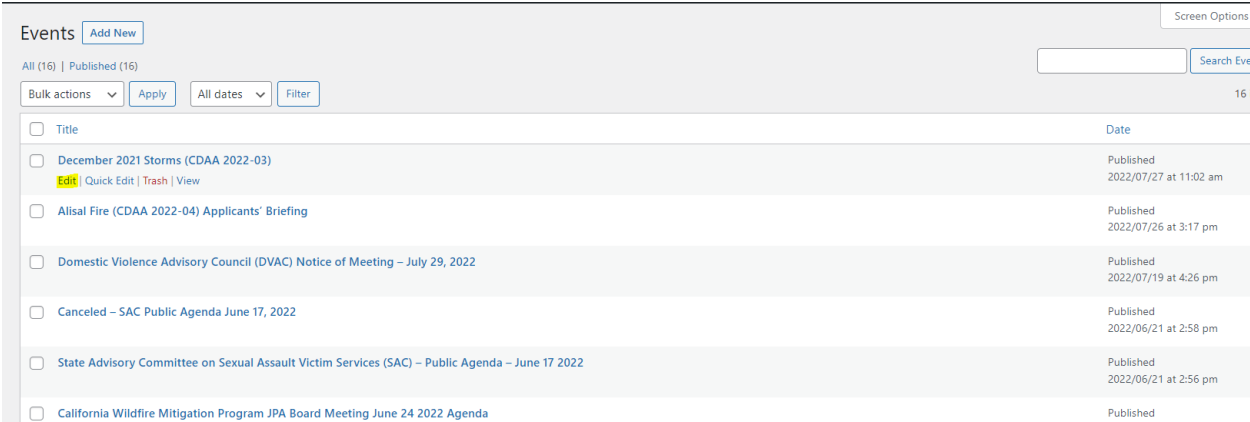 Screen Options
Events Add New
All (16) | Published (16)
Search Eve
Bulk actions Apply All dates Filter
16
Title Date
December 2021 Storms (CDAA 2022-03) Published
Edit | Quick Edit | Trash | View 2022/07/27 at 11:02 am
Alisal Fire (CDAA 2022-04) Applicants’ Briefing Published
2022/07/26 at 3:17 pm
Domestic Violence Advisory Council (DVAC) Notice of Meeting – July 29, 2022 Published
2022/07/19 at 4:26 pm
Canceled – SAC Public Agenda June 17, 2022 Published
2022/06/21 at 2:58 pm
State Advisory Committee on Sexual Assault Victim Services (SAC) – Public Agenda – June 17 2022 Published
2022/06/21 at 2:56 pm
California Wildfire Mitigation Program JPA Board Meeting June 24 2022 Agenda Published